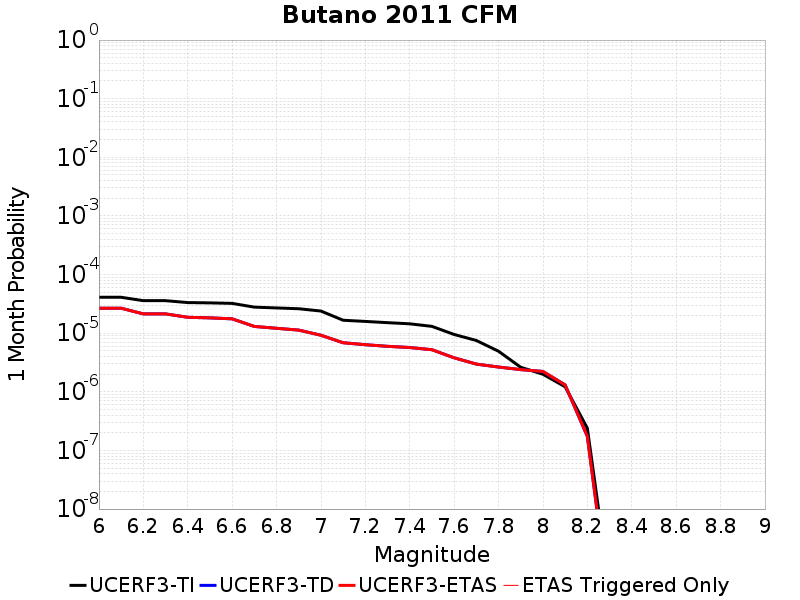 Butano 2011 CFM
1 Month Probability
10^0
10^-1
10^-2
10^-3
10^-4
10^-5
10^-6
10^-7
10^-8
6 6.2 6.4 6.6 6.8 7 7.2 7.4 7.6 7.8 8 8.2 8.4 8.6 8.8 9
Magnitude
UCERF3-TI UCERF3-TD UCERF3-ETAS ETAS Triggered Only